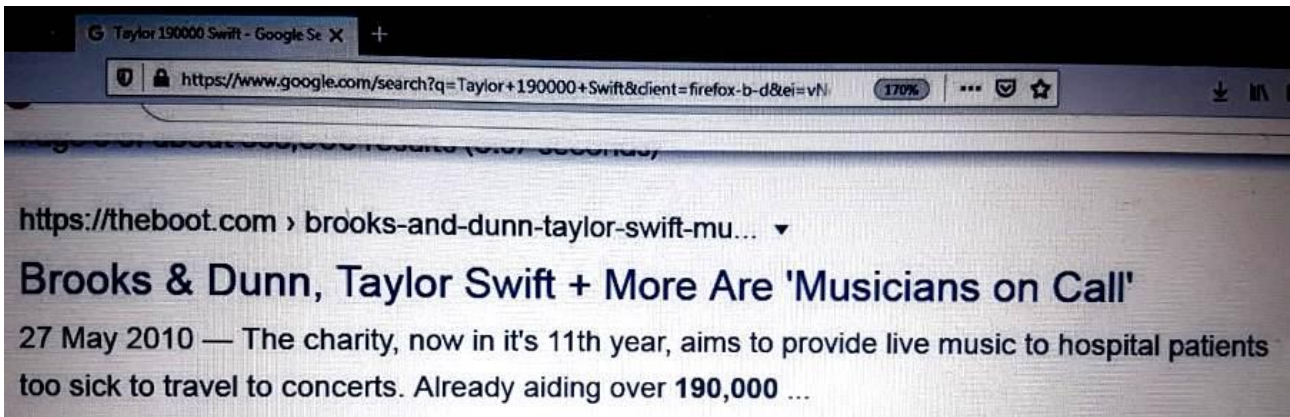 Taylor 190000 Swift - Google Se
https://www.google.com/search?q=Taylor+190000+Swift&client=firefox-b-d&ei=vN
170%
https://theboot.com › brooks-and-dunn-taylor-swift-mu...
Brooks & Dunn, Taylor Swift + More Are 'Musicians on Call'
27 May 2010 — The charity, now in it's 11th year, aims to provide live music to hospital patients
too sick to travel to concerts. Already aiding over 190,000 ...